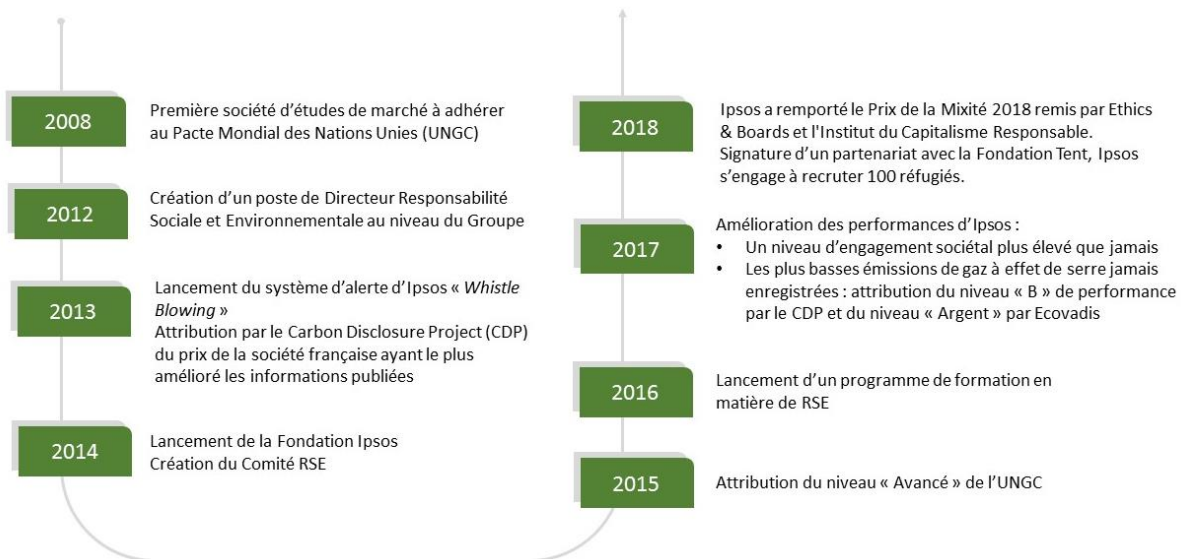 2008
Première société d'études de marché à adhérer
au Pacte Mondial des Nations Unies (UNGC)
2012
Création d'un poste de Directeur Responsabilité
Sociale et Environnementale au niveau du Groupe
2013
Lancement du système d'alerte d'Ipsos « Whistle
Blowing »
Attribution par le Carbon Disclosure Project (CDP)
du prix de la société française ayant le plus
amélioré les informations publiées
2014
Lancement de la Fondation Ipsos
Création du Comité RSE
2015
Attribution du niveau « Avancé » de l'UNGC
2016
Lancement d'un programme de formation en
matière de RSE
2017
Amélioration des performances d'Ipsos :
• Un niveau d'engagement sociétal plus élevé que jamais
• Les plus basses émissions de gaz à effet de serre jamais
enregistrées : attribution du niveau « B » de performance
par le CDP et du niveau « Argent » par Ecovadis
2018
Ipsos a remporté le Prix de la Mixité 2018 remis par Ethics
& Boards et l'Institut du Capitalisme Responsable.
Signature d'un partenariat avec la Fondation Tent, Ipsos
s'engage à recruter 100 réfugiés.